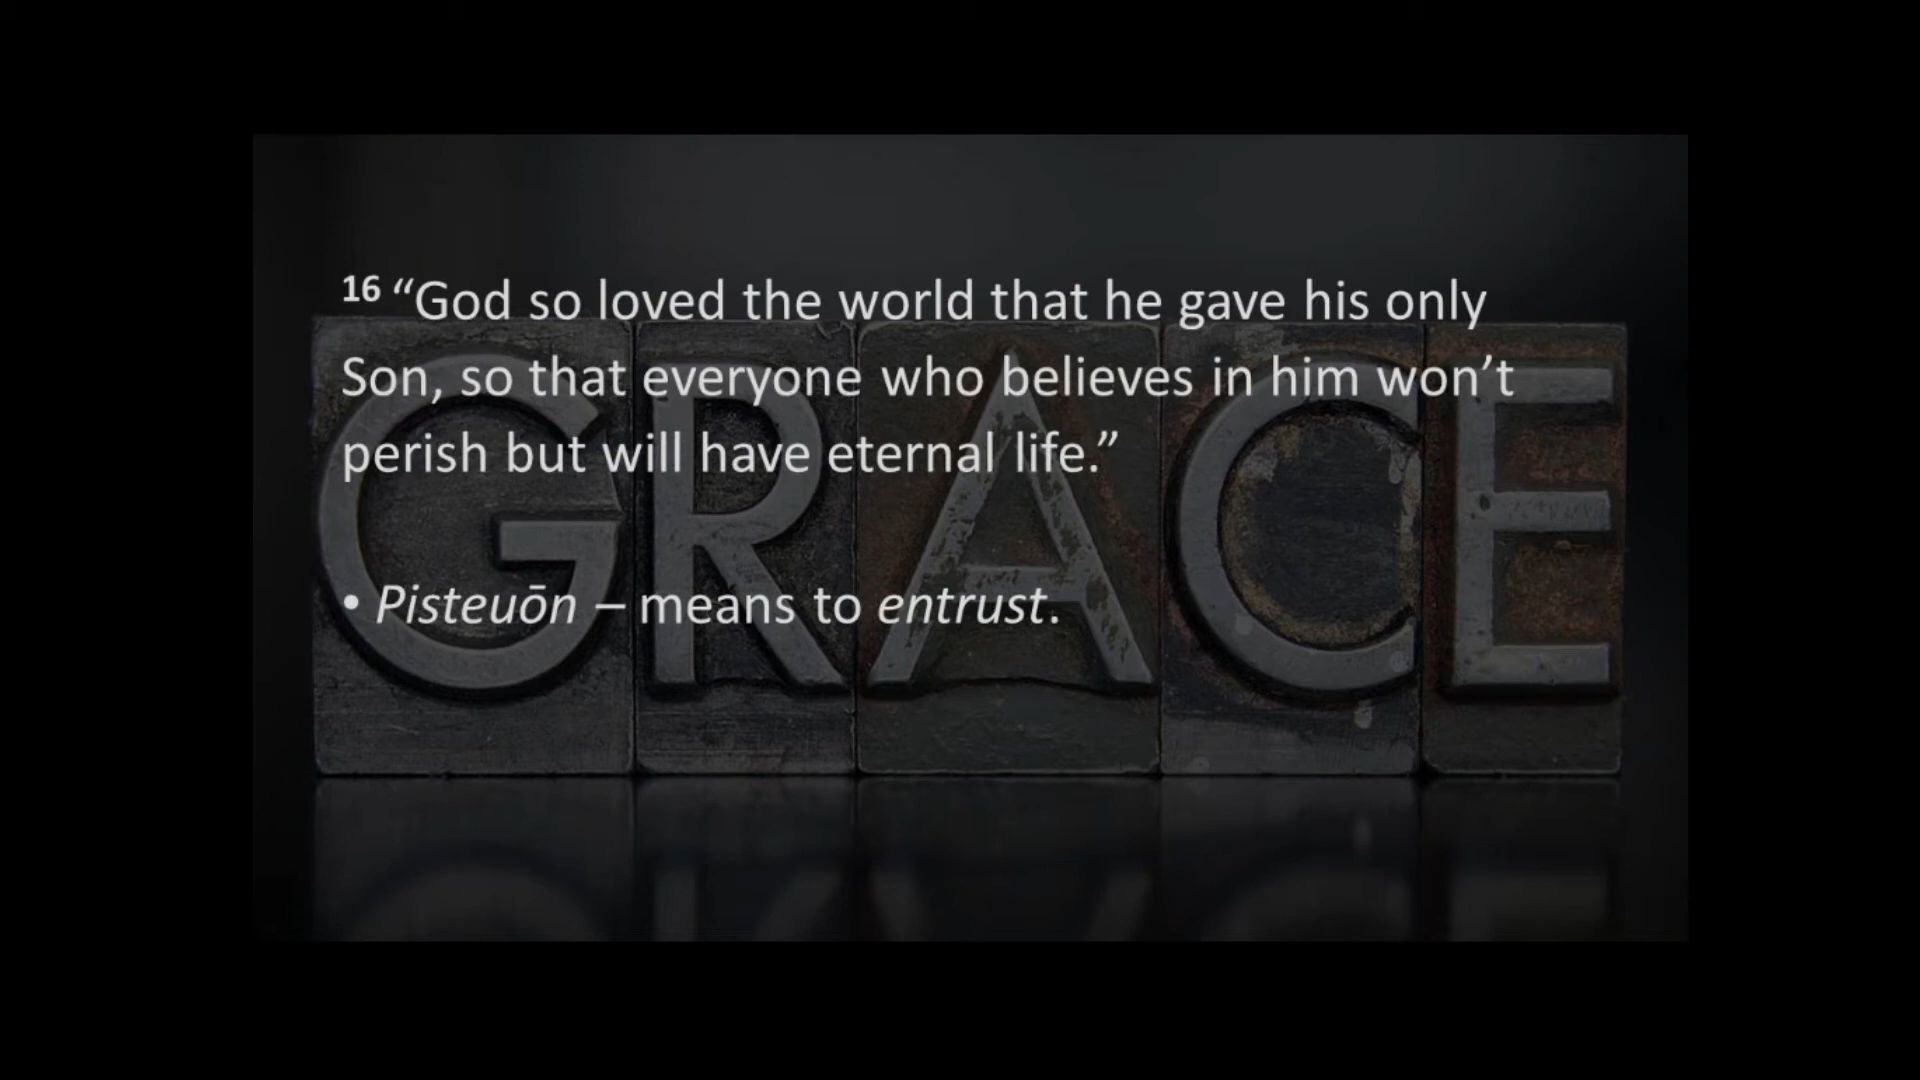 16 “God so loved the world that he gave his only
Son, so that everyone who believes in him won’t
perish but will have eternal life.”
• Pisteuōn – means to entrust.
GRACE